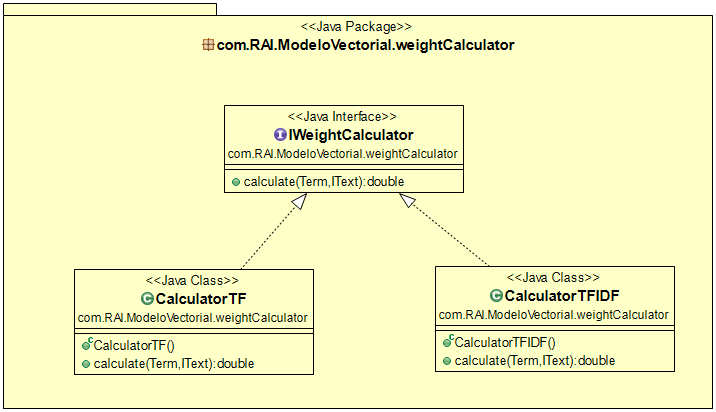 <<Java Package>>
com.RAI.ModeloVectorial.weightCalculator
<<Java Interface>>
IWeightCalculator
com.RAI.ModeloVectorial.weightCalculator
calculate(Term,IText):double
<<Java Class>>
CalculatorTF
com.RAI.ModeloVectorial.weightCalculator
CalculatorTF()
calculate(Term,IText):double
<<Java Class>>
CalculatorTFIDF
com.RAI.ModeloVectorial.weightCalculator
CalculatorTFIDF()
calculate(Term,IText):double